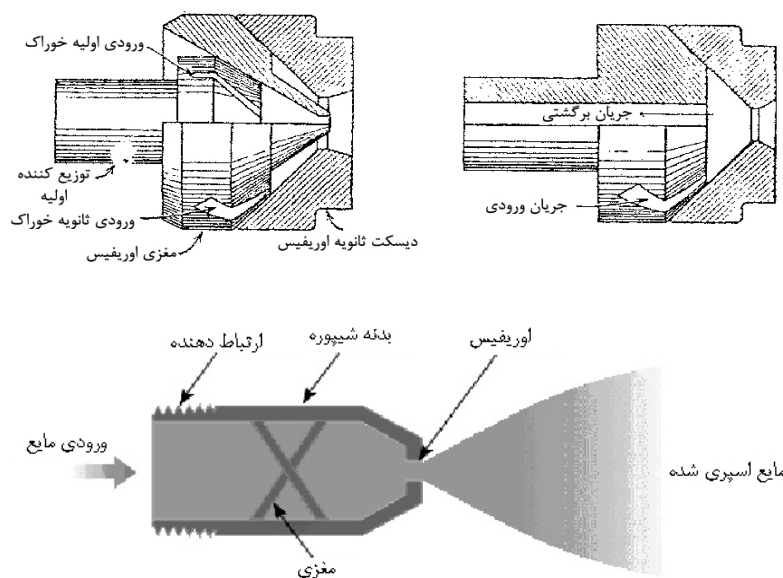 ورودی اولیه خوراک
توزیع کننده
اولیه
ورودی ثانویه خوراک
مغزی اوریفیس
دیسکت ثانویه اوریفیس
جریان برگشتی
جریان ورودی
ارتباط دهنده
بدنه شیپوره
اوریفیس
ورودی مایع
مغزی
مایع اسپری شده